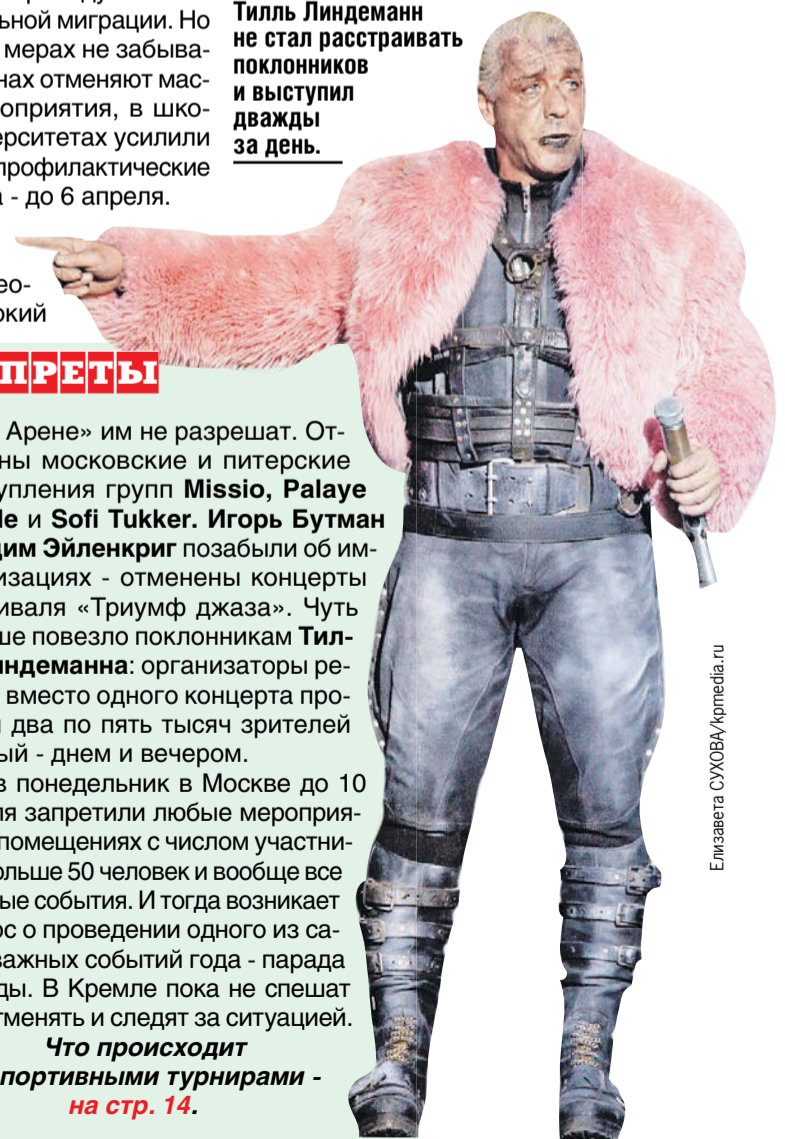 ьной миграции. Но
мерах не забыва-
нах отменяют мас-
оприятия, в шко-
ерситетах усилили
профилактические
- до 6 апреля.
Тилль Линдеманн
не стал расстраивать
поклонников
и выступил
дважды
за день.
ео-
окий
ПРЕТЫ
Арене» им не разрешат. От-
ны московские и питерские
упления групп Missio, Palaye
le и Sofi Tukker. Игорь Бутман
дим Эйленкриг позабыли об им-
изациях - отменены концерты
иваля «Триумф джаза». Чуть
ше повезло поклонникам Тил-
индеманна: организаторы ре-
вместо одного концерта про-
и два по пять тысяч зрителей
ый - днем и вечером.
в понедельник в Москве до 10
ля запретили любые мероприя-
помещениях с числом участни-
ольше 50 человек и вообще все
ые события. И тогда возникает
ос о проведении одного из са-
важных событий года - парада
ды. В Кремле пока не спешат
тменять и следят за ситуацией.
Что происходит
портивными турнирами -
на стр. 14.
Елизавета СУХОВА/kpmedia.ru